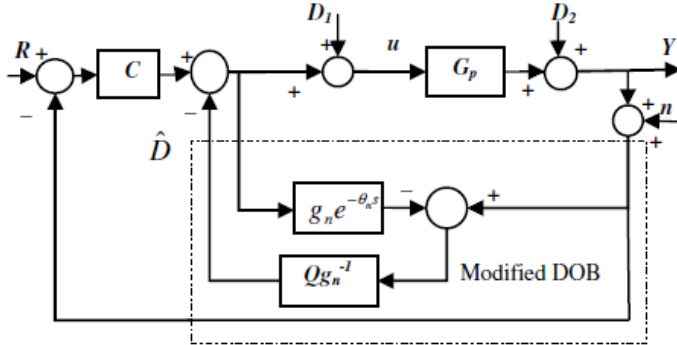 D₁ D₂
R + C + + u Gₚ + + Y
+ n
− − + + +
D̂
gₙe^{−θₙs} − +
Qgₙ⁻¹ Modified DOB